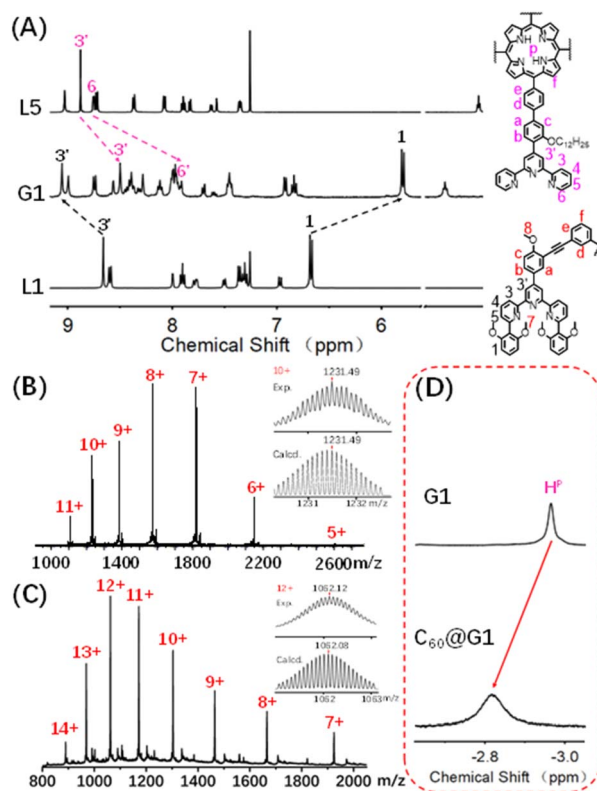 (A)
3'
6
L5
3'
3'
6'
1
G1
3'
1
L1
9
8
7
6
Chemical Shift (ppm)
NH
N
p
N
HN
f
e
d
a
c
b
OC₁₂H₂₅
3'
3
4
N
N
N
5
6
8
O
f
e
c
d
b
a
3'
4
3
N
5
N
N
7
O
O
O
O
1
(B)
11+
10+
9+
8+
7+
6+
5+
10+
1231.49
Exp.
1231.49
Calcd.
1231
1232
m/z
1000
1400
1800
2200
2600
m/z
(C)
14+
13+
12+
11+
10+
9+
8+
7+
12+
1062.12
Exp.
1062.08
Calcd.
1062
1063
m/z
800
1000
1200
1400
1600
1800
2000
m/z
(D)
G1
Hᵖ
C₆₀@G1
-2.8
-3.0
Chemical Shift (ppm)